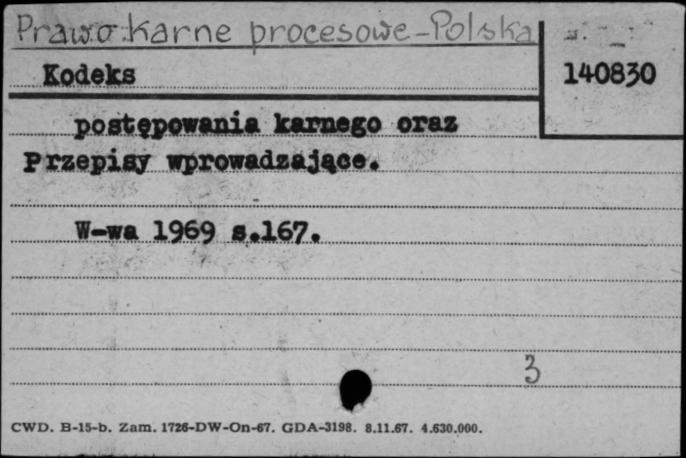 Prawo karne procesowe-Polska
Kodeks
140830
postępowania karnego oraz
Przepisy wprowadzające.
W-wa 1969 s.167.
3
CWD. B-15-b. Zam. 1726-DW-On-67. GDA-3198. 8.11.67. 4.630.000.